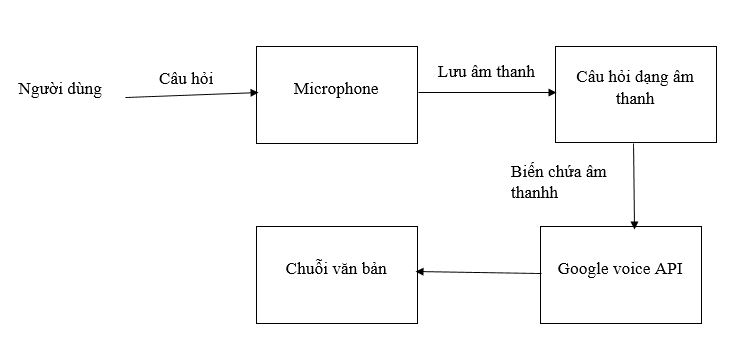 Người dùng
Câu hỏi
Microphone
Lưu âm thanh
Câu hỏi dạng âm
thanh
Biến chứa âm
thanhh
Google voice API
Chuỗi văn bản